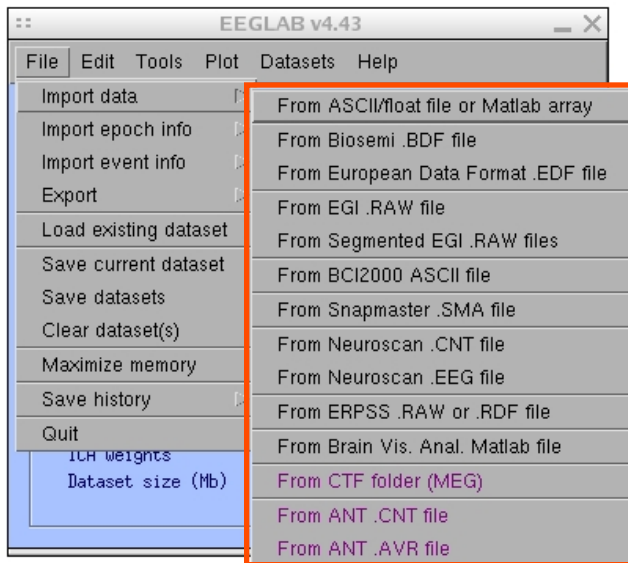 EEGLAB v4.43
File Edit Tools Plot Datasets Help
Import data
Import epoch info
Import event info
Export
Load existing dataset
Save current dataset
Save datasets
Clear dataset(s)
Maximize memory
Save history
Quit
ICA weights
Dataset size (Mb)
From ASCII/float file or Matlab array
From Biosemi .BDF file
From European Data Format .EDF file
From EGI .RAW file
From Segmented EGI .RAW files
From BCI2000 ASCII file
From Snapmaster .SMA file
From Neuroscan .CNT file
From Neuroscan .EEG file
From ERPSS .RAW or .RDF file
From Brain Vis. Anal. Matlab file
From CTF folder (MEG)
From ANT .CNT file
From ANT .AVR file